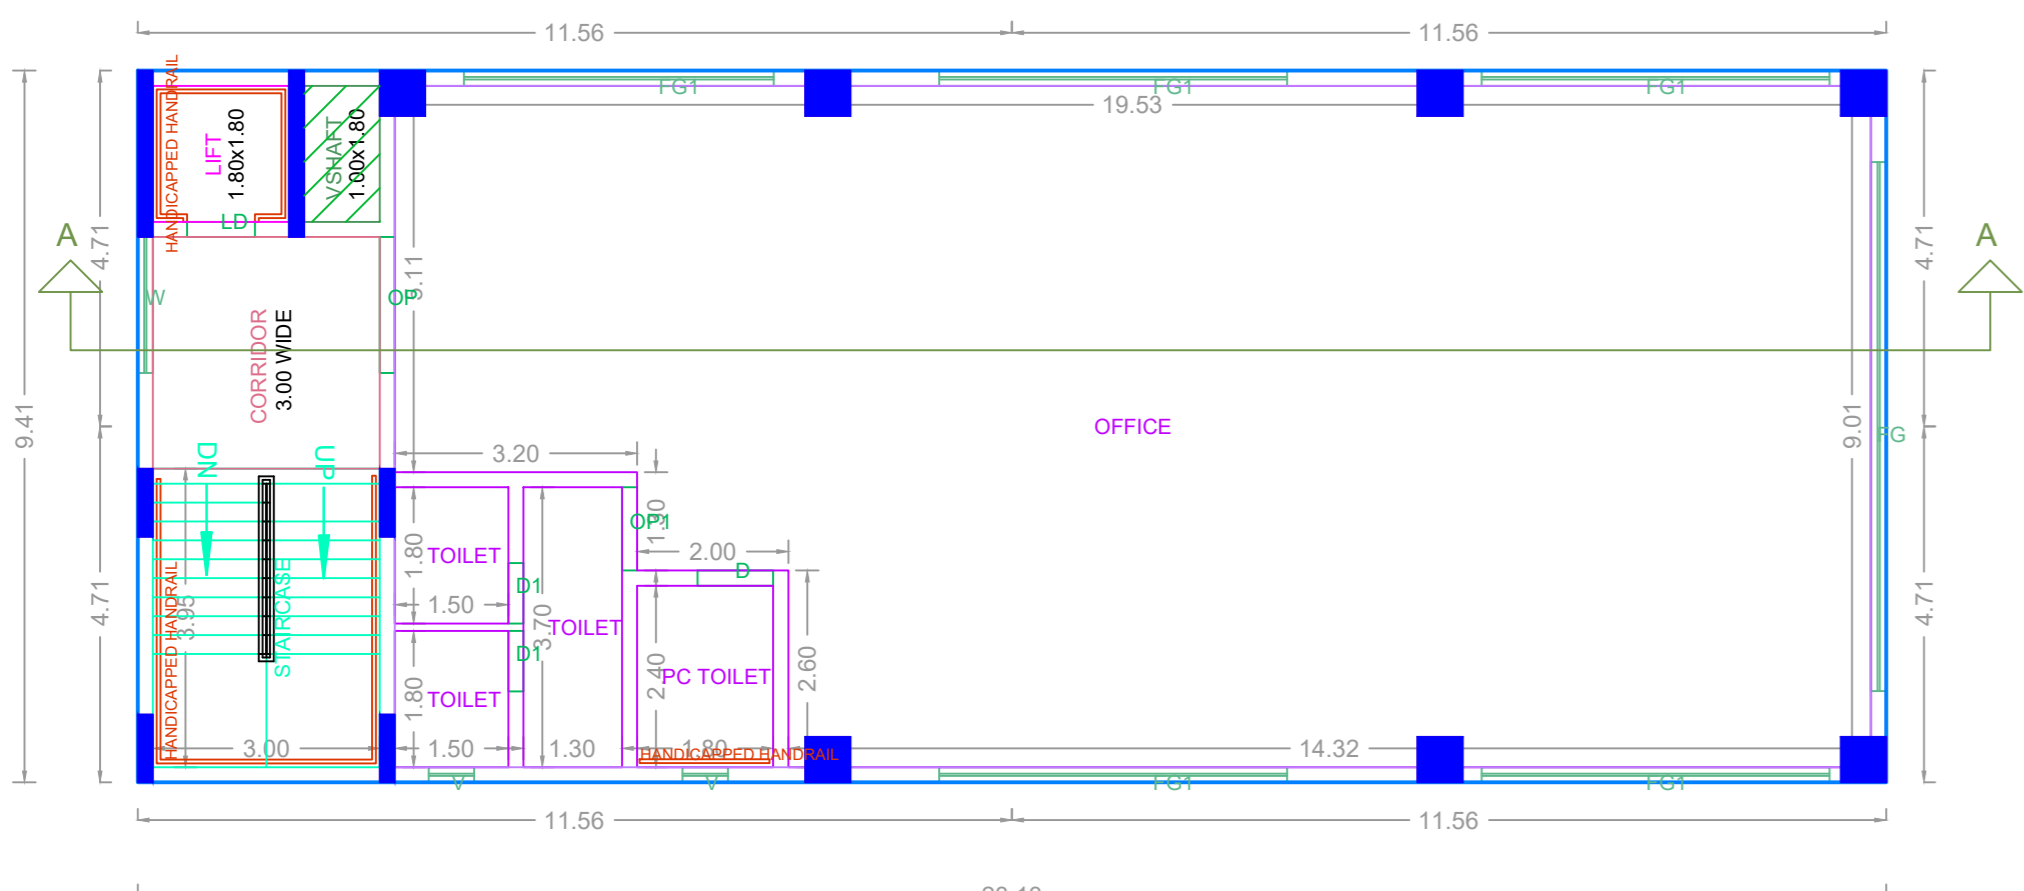 11.56
11.56
FG1
FG1
FG1
19.53
HANDICAPPED HANDRAIL
LIFT
1.80x1.80
VSHAFT
1.00x1.80
LD
A
A
4.71
4.71
W
OP
CORRIDOR
3.00 WIDE
9.41
OFFICE
9.01
FG
3.20
DN
UP
OP1
2.00
1.80
TOILET
D
D1
1.50
3.95
STAIRCASE
HANDICAPPED HANDRAIL
4.71
4.71
3.70
TOILET
D1
2.40
PC TOILET
2.60
1.80
TOILET
3.00
1.50
1.30
1.80
HANDICAPPED HANDRAIL
14.32
V
V
FG1
FG1
11.56
11.56